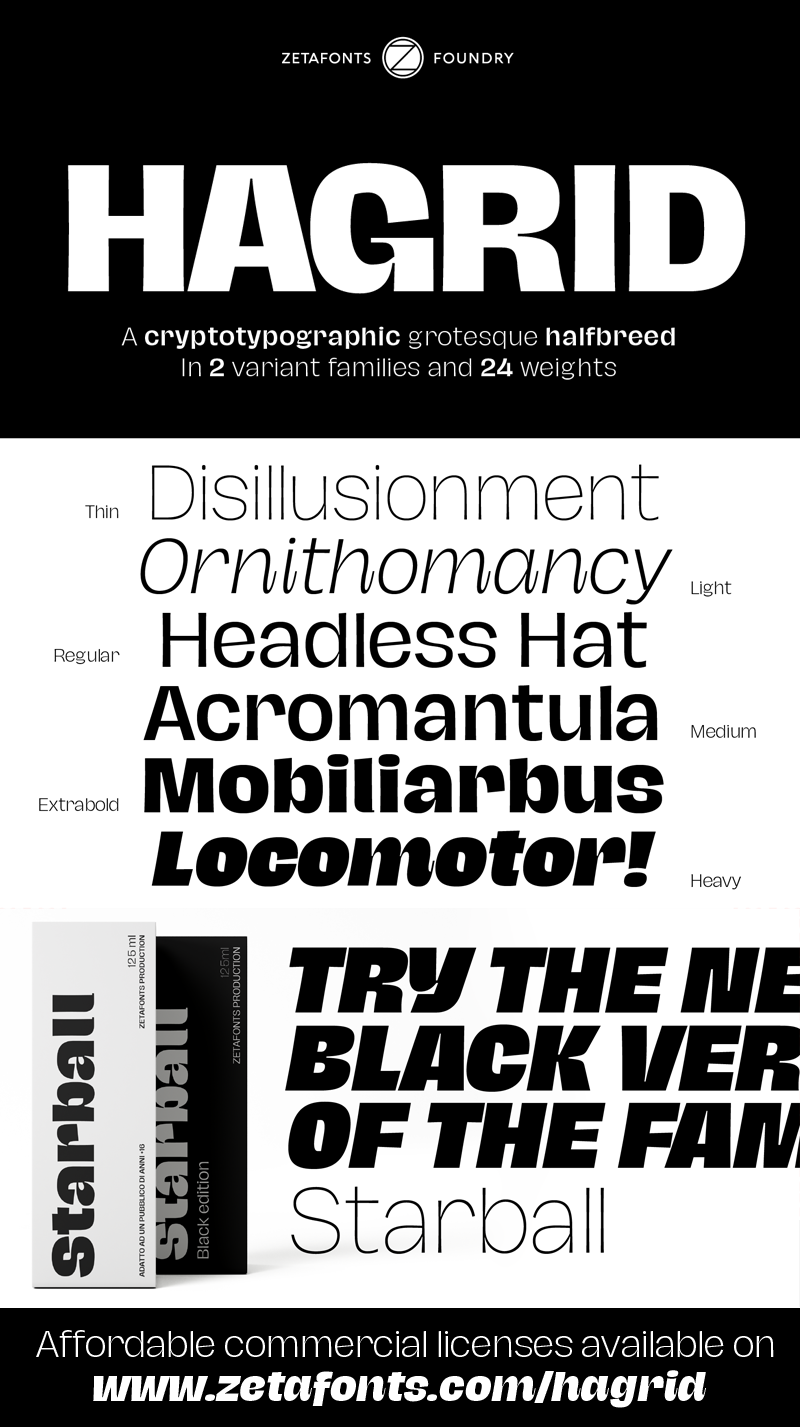 ZETAFONTS FOUNDRY
HAGRID
A cryptotypographic grotesque halfbreed
In 2 variant families and 24 weights
Thin
Disillusionment
Ornithomancy
Light
Regular
Headless Hat
Acromantula
Medium
Extrabold
Mobiliarbus
Locomotor!
Heavy
starball
125 ml
ZETAFONTS PRODUCTION
ADATTO AD UN PUBBLICO DI ANNI +16
starball
Black edition
125ml
ZETAFONTS PRODUCTION
TRY THE NE
BLACK VER
OF THE FAM
Starball
Affordable commercial licenses available on
www.zetafonts.com/hagrid